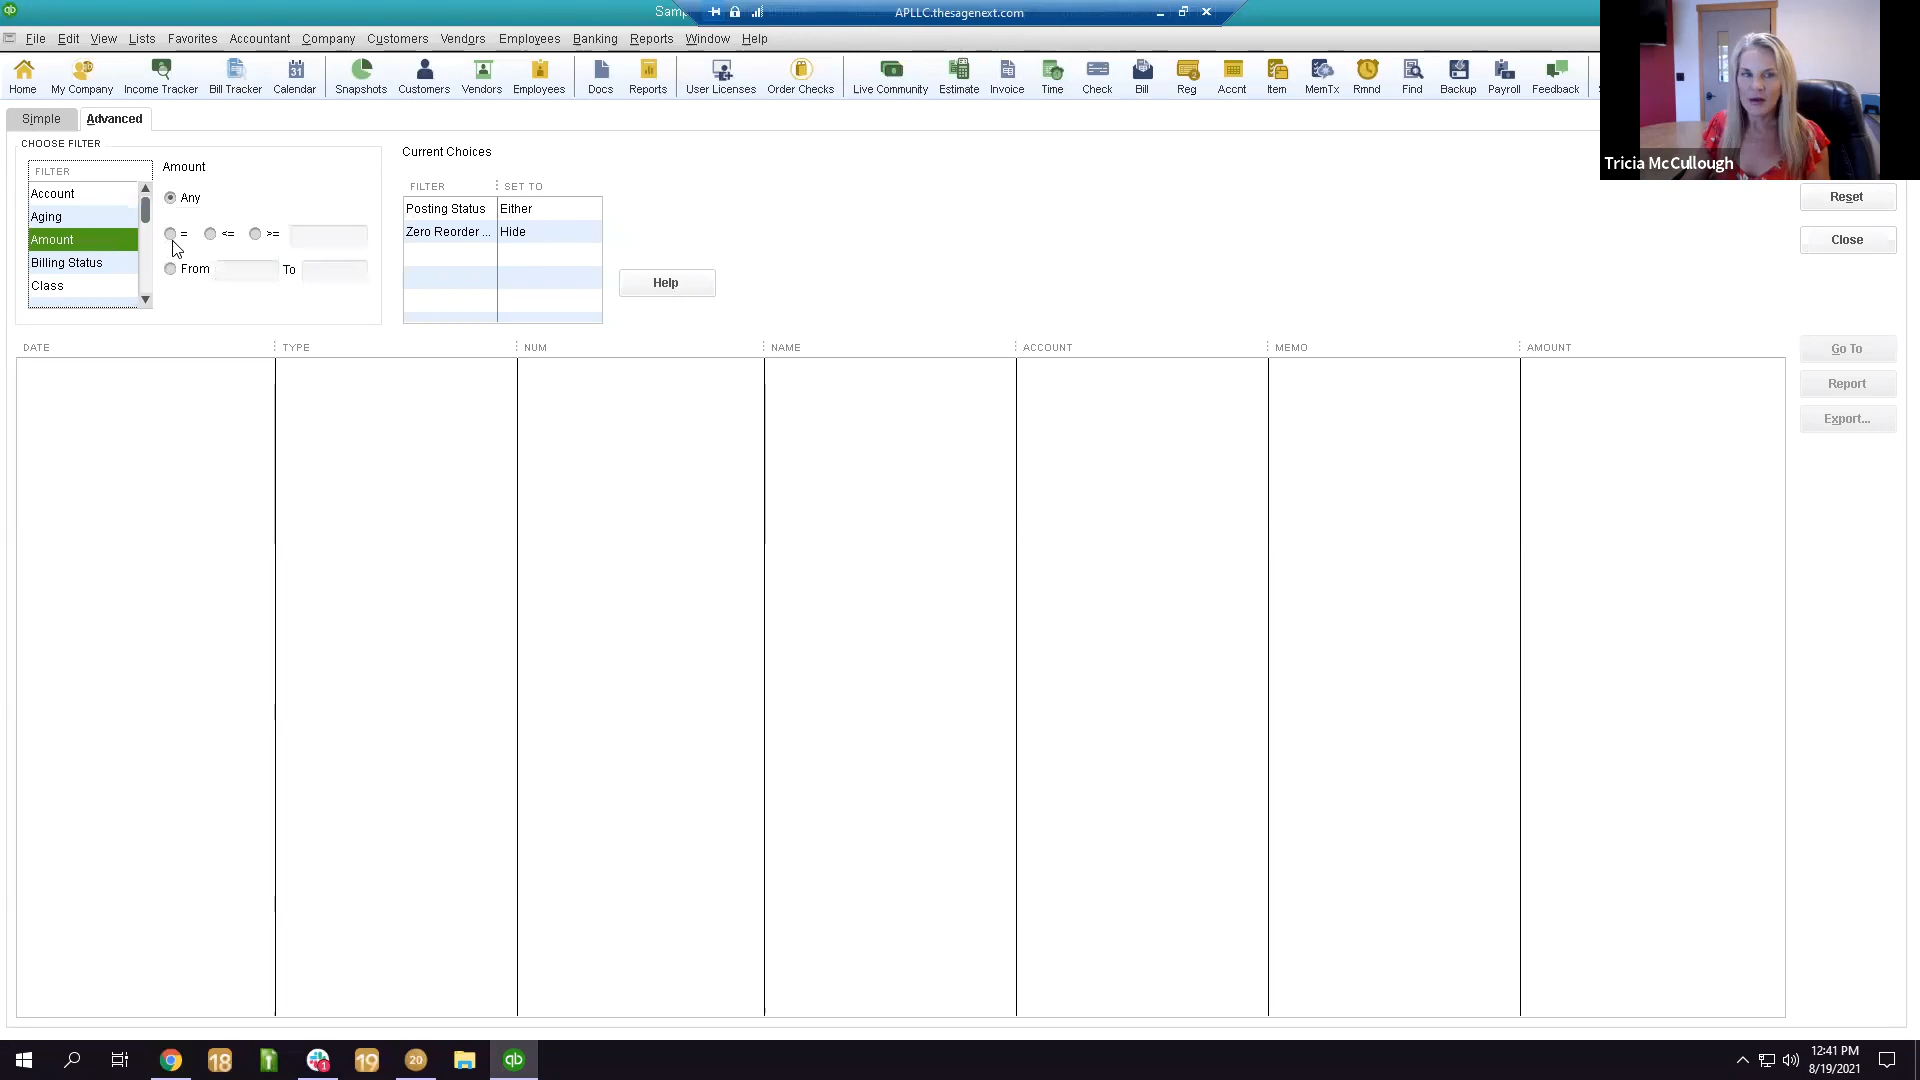 Samp
APLLC.thesagenext.com
File Edit View Lists Favorites Accountant Company Customers Vendors Employees Banking Reports Window Help
Home My Company Income Tracker Bill Tracker Calendar Snapshots Customers Vendors Employees Docs Reports User Licenses Order Checks Live Community Estimate Invoice Time Check Bill Reg Accnt Item MemTx Rmnd Find Backup Payroll Feedback
Simple Advanced
CHOOSE FILTER
FILTER
Account
Aging
Amount
Billing Status
Class
Amount
Any
= <= >=
From To
Current Choices
FILTER SET TO
Posting Status Either
Zero Reorder ... Hide
Help
Tricia McCullough
Reset
Close
DATE TYPE NUM NAME ACCOUNT MEMO AMOUNT
Go To
Report
Export...
18 1 19 20 qb
12:41 PM
8/19/2021